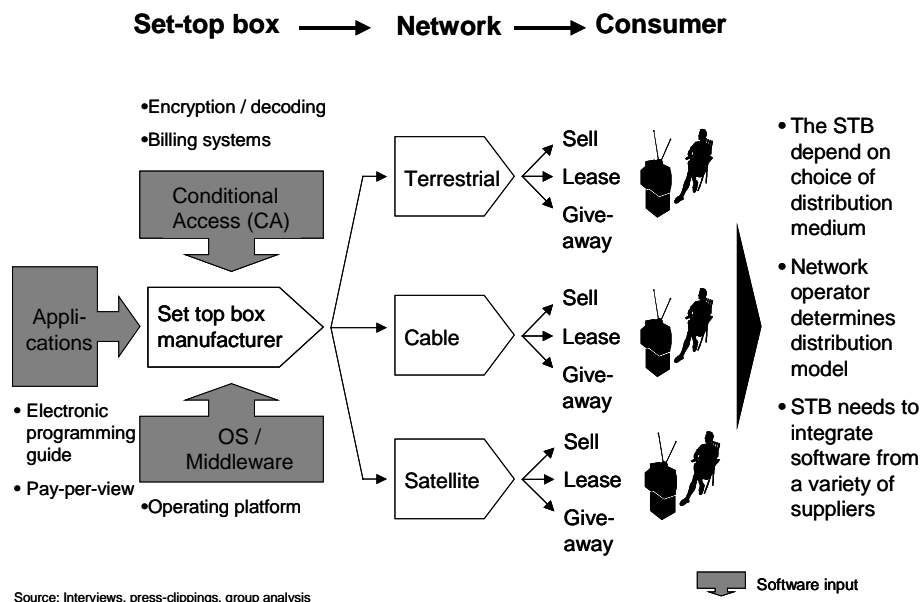 Set-top box Network Consumer
•Encryption / decoding
•Billing systems
Conditional
Access (CA)
Appli-
cations
Set top box
manufacturer
• Electronic
programming
guide
• Pay-per-view
OS /
Middleware
•Operating platform
Terrestrial
Sell
Lease
Give-
away
Cable
Sell
Lease
Give-
away
Satellite
Sell
Lease
Give-
away
• The STB
depend on
choice of
distribution
medium
• Network
operator
determines
distribution
model
• STB needs to
integrate
software from
a variety of
suppliers
Source: Interviews, press-clippings, group analysis
Software input